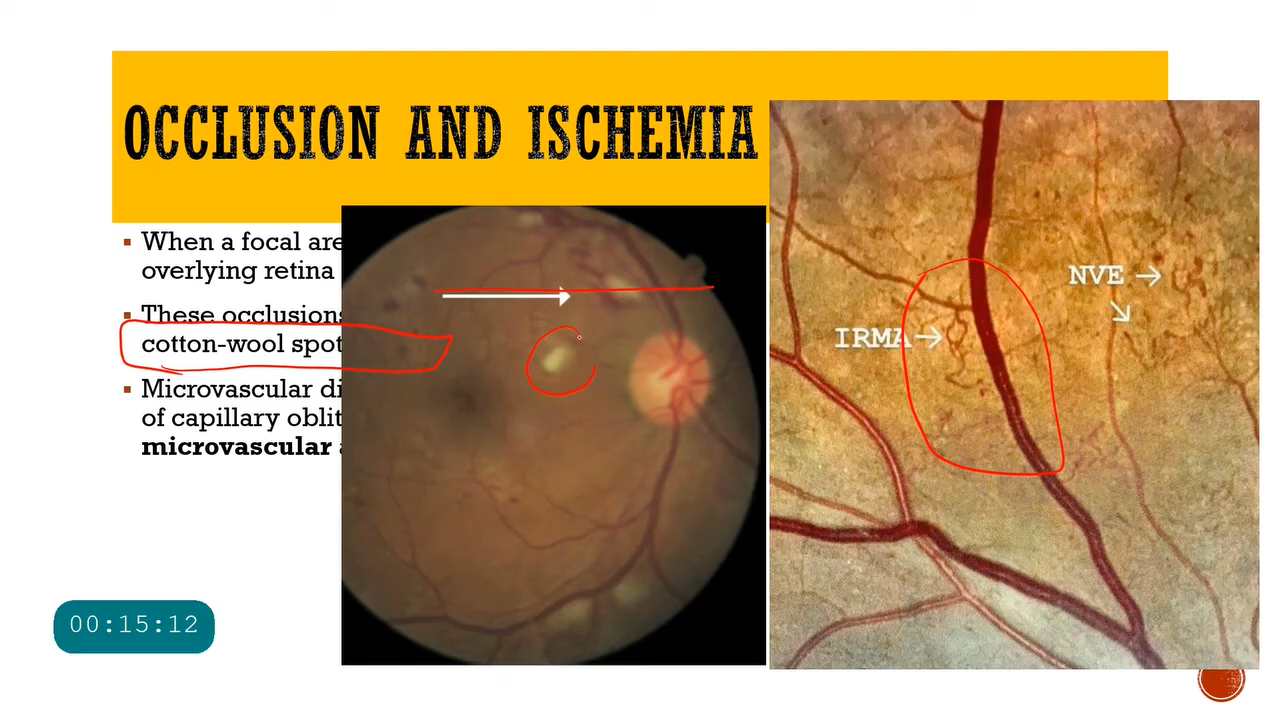 OCCLUSION AND ISCHEMIA
When a focal are
overlying retina
These occlusions
cotton-wool spot
Microvascular di
of capillary oblit
microvascular
IRMA
NVE
00:15:12